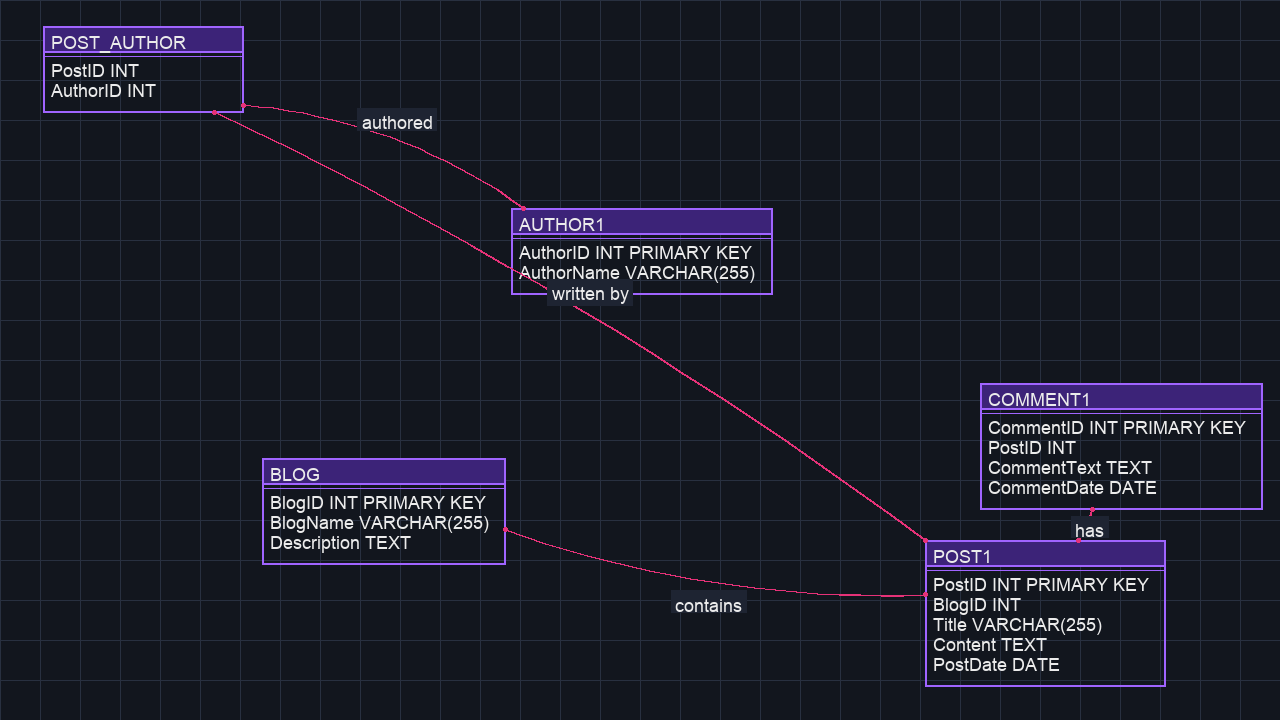 POST_AUTHOR
PostID INT
AuthorID INT
authored
AUTHOR1
AuthorID INT PRIMARY KEY
AuthorName VARCHAR(255)
written by
COMMENT1
CommentID INT PRIMARY KEY
PostID INT
CommentText TEXT
CommentDate DATE
BLOG
BlogID INT PRIMARY KEY
BlogName VARCHAR(255)
Description TEXT
has
contains
POST1
PostID INT PRIMARY KEY
BlogID INT
Title VARCHAR(255)
Content TEXT
PostDate DATE